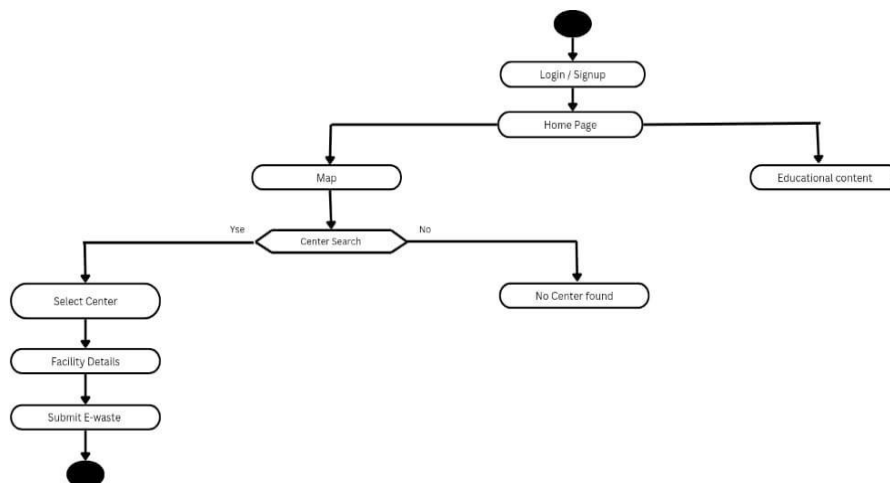 Login / Signup
Home Page
Map
Educational content
Yse
Center Search
No
Select Center
No Center found
Facility Details
Submit E-waste